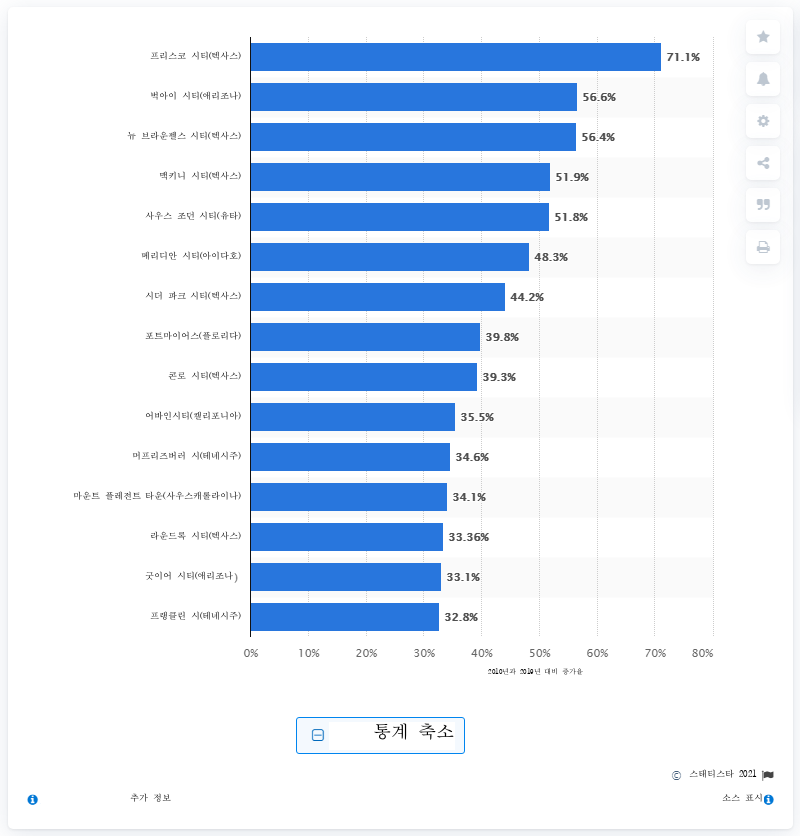 프리스코 시티(텍사스) 71.1%
벅아이 시티(애리조나) 56.6%
뉴 브라운펠스 시티(텍사스) 56.4%
맥키니 시티(텍사스) 51.9%
사우스 조던 시티(유타) 51.8%
메리디안 시티(아이다호) 48.3%
시더 파크 시티(텍사스) 44.2%
포트마이어스(플로리다) 39.8%
콘로 시티(텍사스) 39.3%
어바인시티(캘리포니아) 35.5%
머프리즈버러 시(테네시주) 34.6%
마운트 플레전트 타운(사우스캐롤라이나) 34.1%
라운드록 시티(텍사스) 33.36%
굿이어 시티(애리조나) 33.1%
프랭클린 시(테네시주) 32.8%
0% 10% 20% 30% 40% 50% 60% 70% 80%
2010년과 2019년 대비 증가율
통계 축소
© 스태티스타 2021
추가 정보 소스 표시